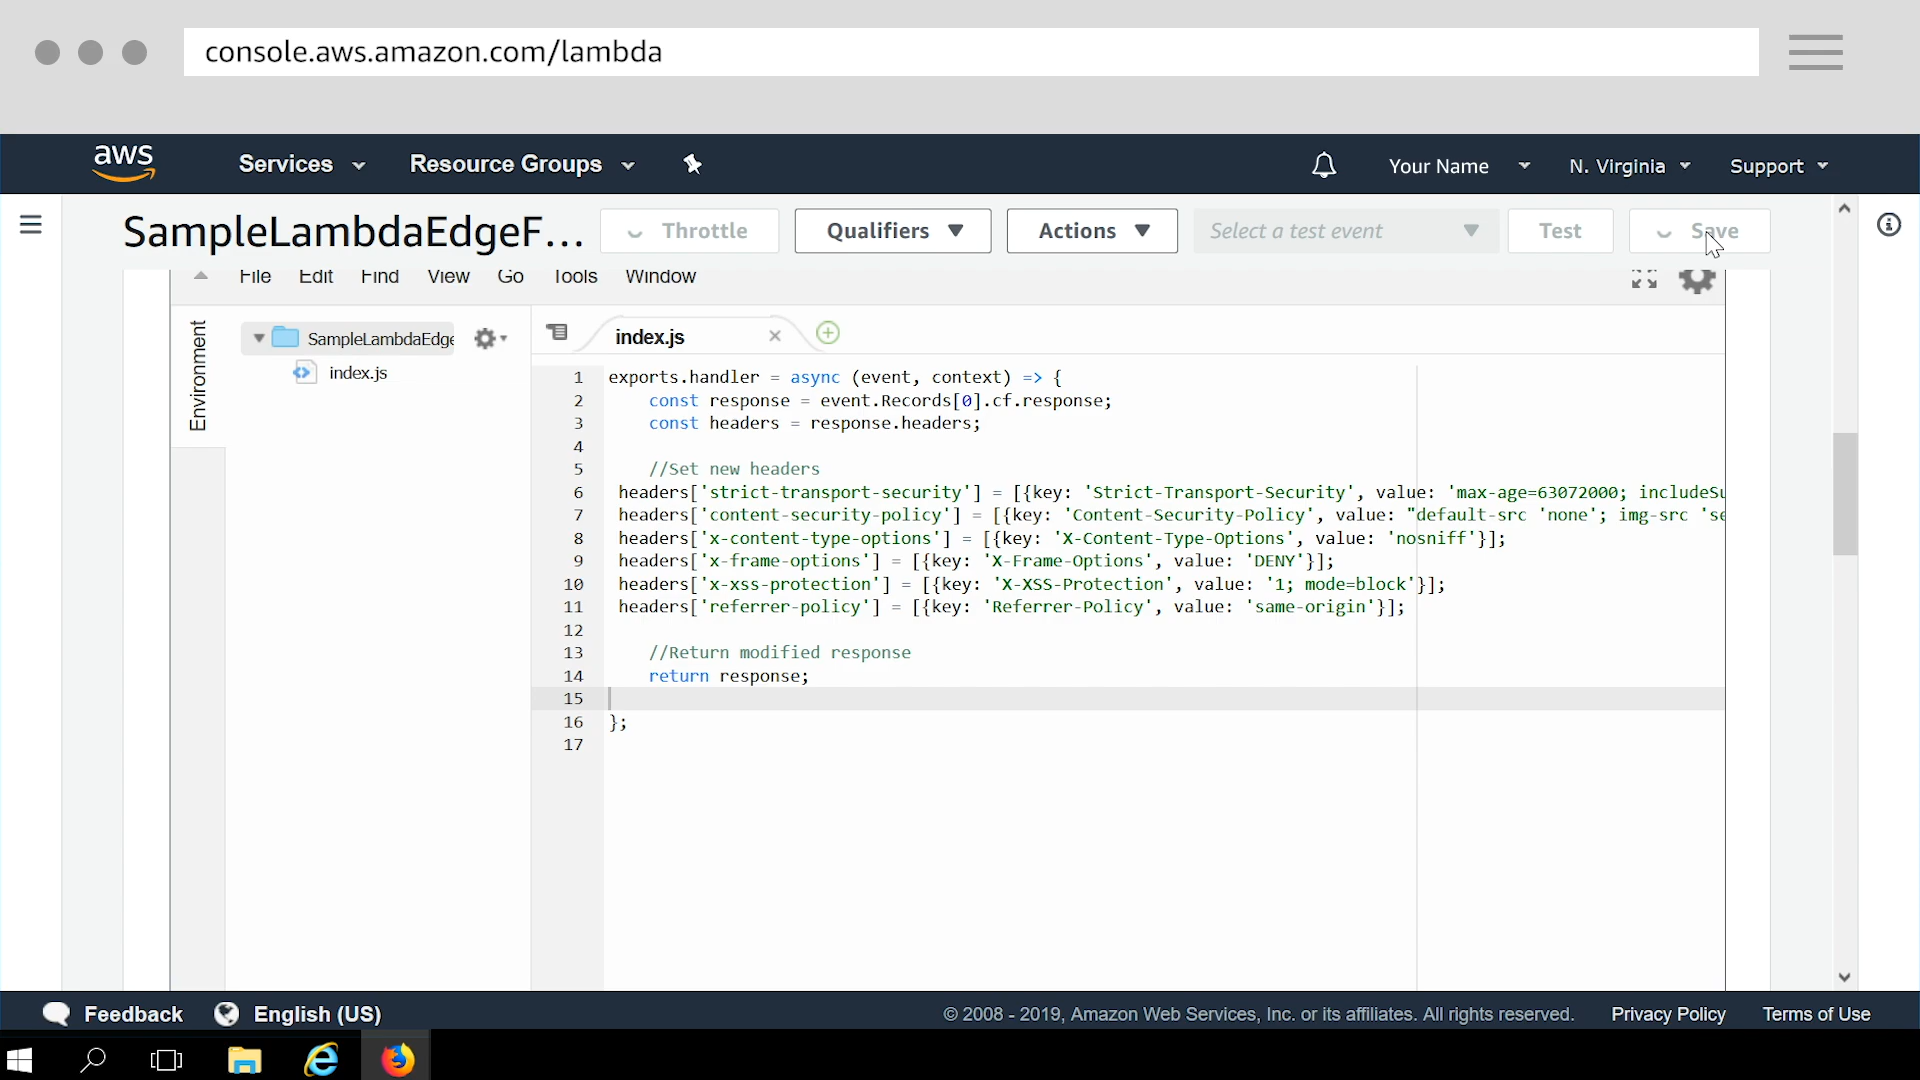 console.aws.amazon.com/lambda
aws
Services
Resource Groups
Your Name
N. Virginia
Support
SampleLambdaEdgeF...
Throttle
Qualifiers
Actions
Select a test event
Test
Save
File Edit Find View Go Tools Window
Environment
SampleLambdaEdge
index.js
index.js
1 exports.handler = async (event, context) => {
2 const response = event.Records[0].cf.response;
3 const headers = response.headers;
4
5 //Set new headers
6 headers['strict-transport-security'] = [{key: 'Strict-Transport-Security', value: 'max-age=63072000; includeSu
7 headers['content-security-policy'] = [{key: 'Content-Security-Policy', value: "default-src 'none'; img-src 'se
8 headers['x-content-type-options'] = [{key: 'X-Content-Type-Options', value: 'nosniff'}];
9 headers['x-frame-options'] = [{key: 'X-Frame-Options', value: 'DENY'}];
10 headers['x-xss-protection'] = [{key: 'X-XSS-Protection', value: '1; mode=block'}];
11 headers['referrer-policy'] = [{key: 'Referrer-Policy', value: 'same-origin'}];
12
13 //Return modified response
14 return response;
15
16 };
17
Feedback
English (US)
© 2008 - 2019, Amazon Web Services, Inc. or its affiliates. All rights reserved.
Privacy Policy
Terms of Use